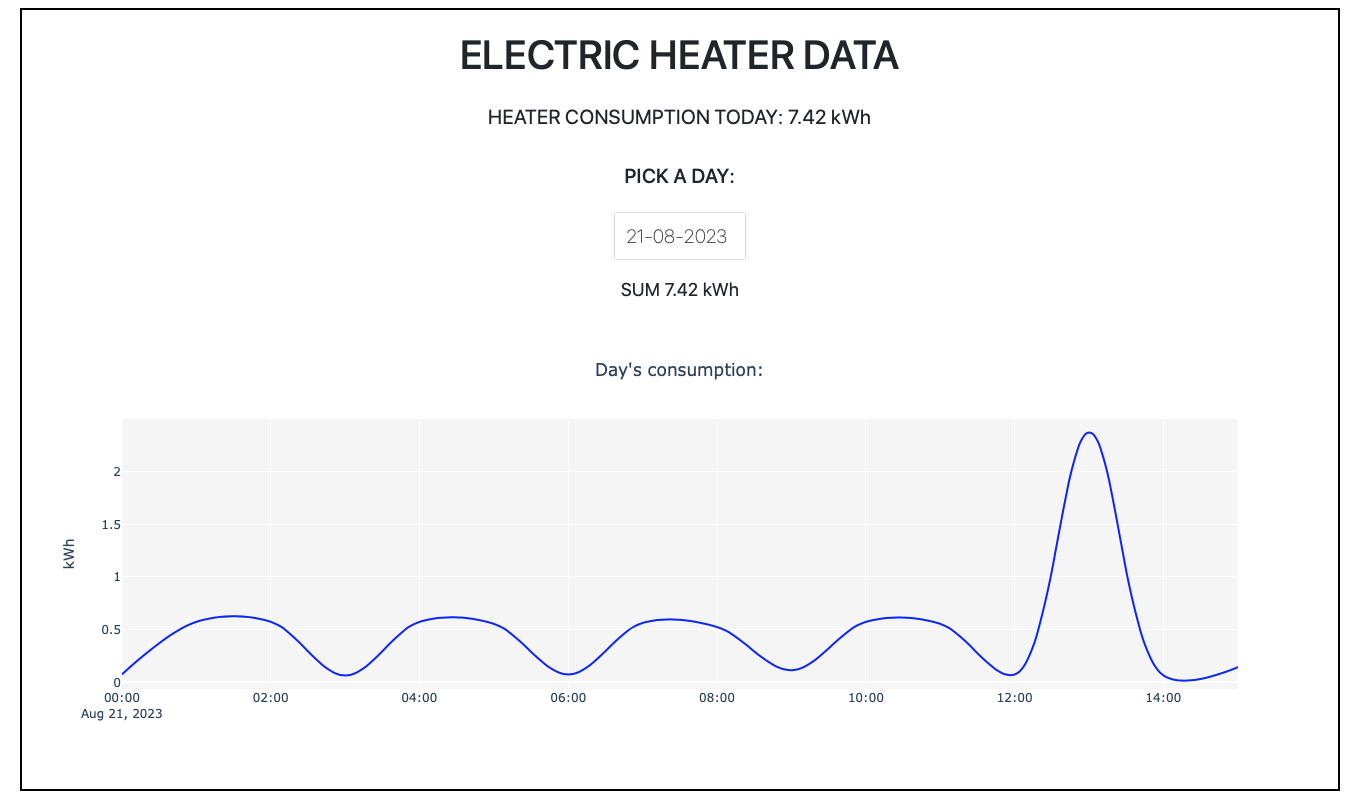 ELECTRIC HEATER DATA
HEATER CONSUMPTION TODAY: 7.42 kWh
PICK A DAY:
21-08-2023
SUM 7.42 kWh
Day's consumption:
kWh
2
1.5
1
0.5
0
00:00 02:00 04:00 06:00 08:00 10:00 12:00 14:00
Aug 21, 2023